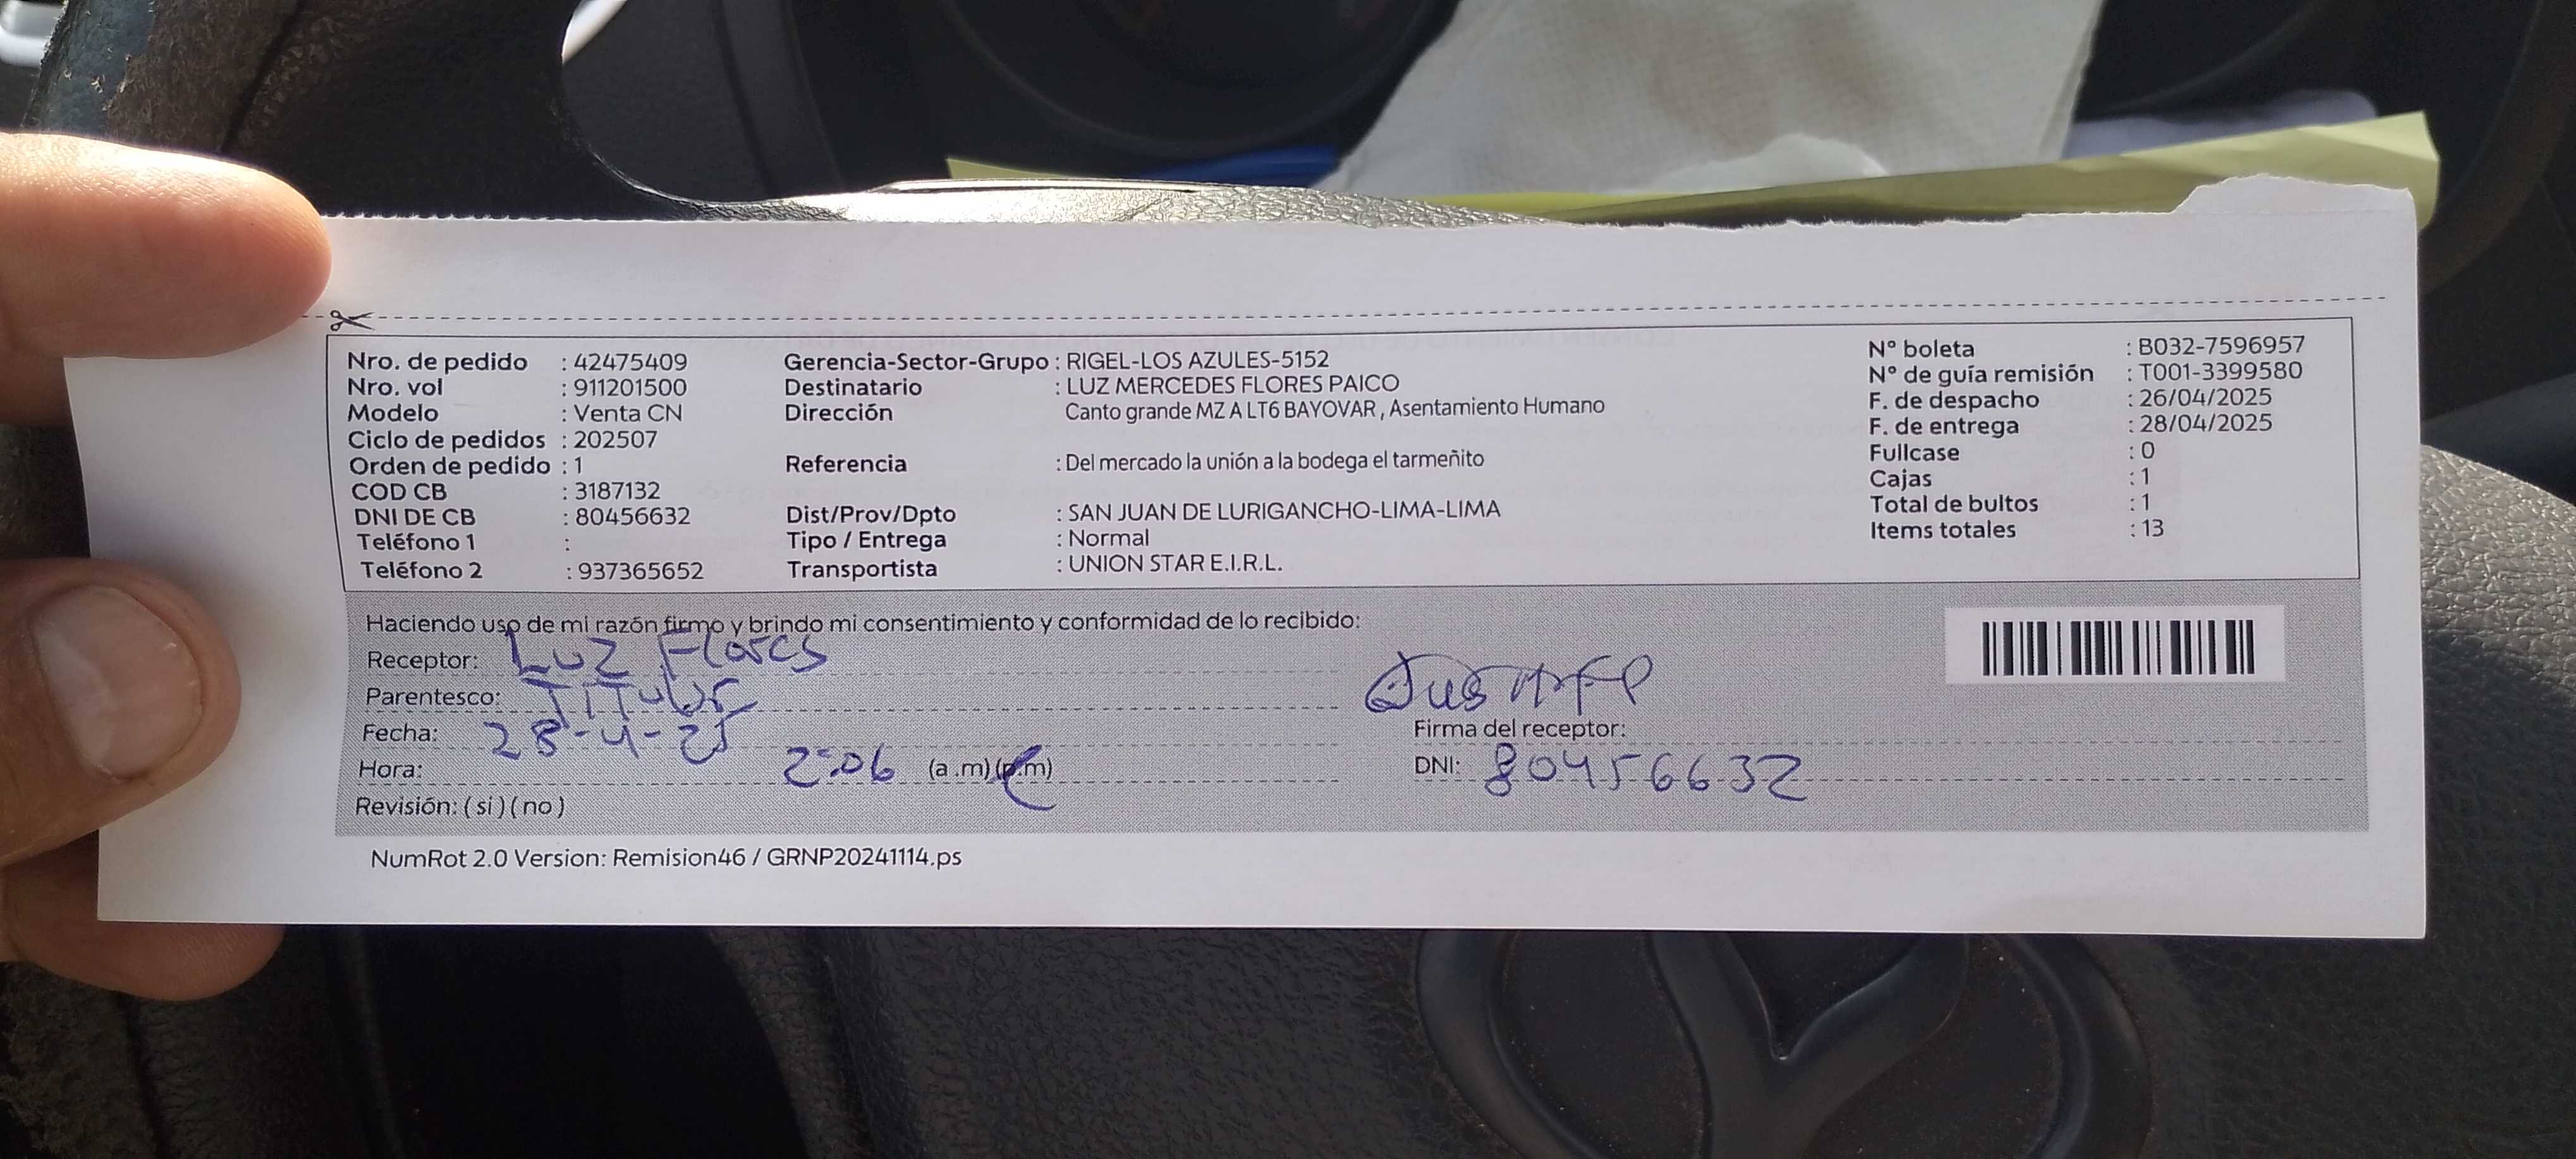 Nro. de pedido : 42475409 Gerencia-Sector-Grupo : RIGEL-LOS AZULES-5152 N° boleta : B032-7596957
Nro. vol : 911201500 Destinatario : LUZ MERCEDES FLORES PAICO N° de guía remisión : T001-3399580
Modelo : Venta CN Dirección Canto grande MZ A LT6 BAYOVAR , Asentamiento Humano F. de despacho : 26/04/2025
Ciclo de pedidos : 202507 F. de entrega : 28/04/2025
Orden de pedido : 1 Referencia : Del mercado la unión a la bodega el tarmeñito Fullcase : 0
COD CB : 3187132 Cajas : 1
DNI DE CB : 80456632 Dist/Prov/Dpto : SAN JUAN DE LURIGANCHO-LIMA-LIMA Total de bultos : 1
Teléfono 1 : Tipo / Entrega : Normal Items totales : 13
Teléfono 2 : 937365652 Transportista : UNION STAR E.I.R.L.
Haciendo uso de mi razón firmo y brindo mi consentimiento y conformidad de lo recibido:
Receptor: Luz Flores
Parentesco: Titular
Fecha: 28-4-25 Firma del receptor:
Hora: 2:06 (a.m)(p.m) DNI: 80456632
Revisión: (si)(no)
NumRot 2.0 Version: Remision46 / GRNP20241114.ps